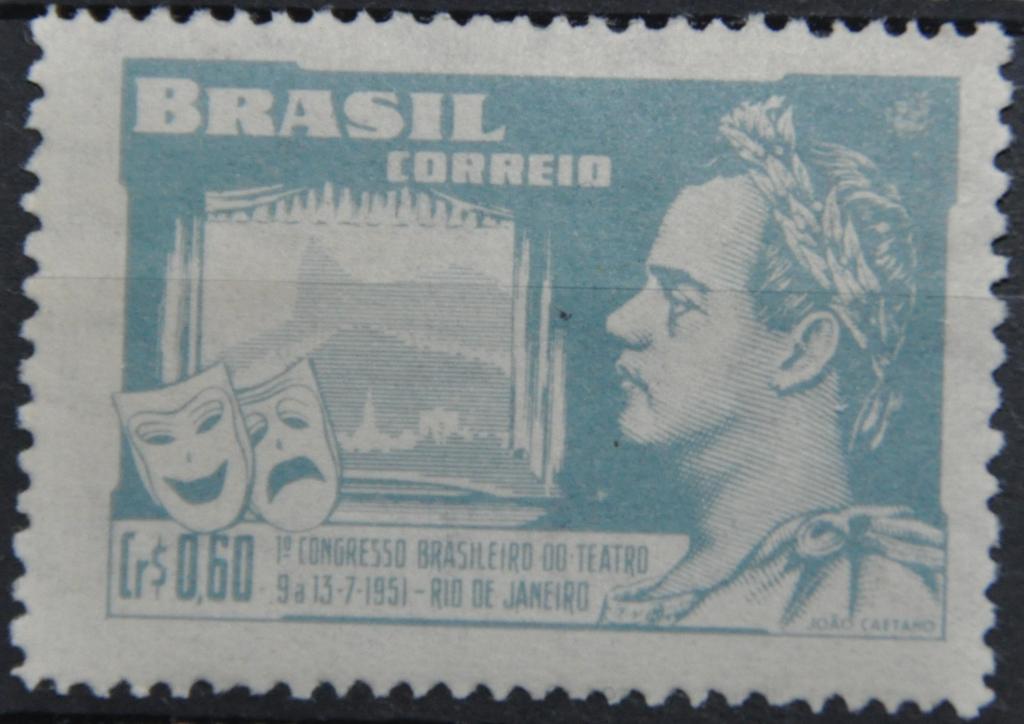 BRASIL
CORREIO
Cr$ 0,60
1º CONGRESSO BRASILEIRO DO TEATRO
9 a 13-7-1951 - RIO DE JANEIRO
JOÃO CAETANO